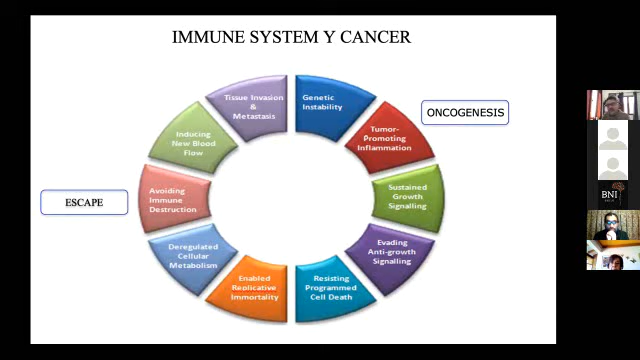 IMMUNE SYSTEM Y CANCER
Tissue Invasion
&
Metastasis
Genetic
Instability
ONCOGENESIS
Tumor-
Promoting
Inflammation
Inducing
New Blood
Flow
Avoiding
Immune
Destruction
Sustained
Growth
Signalling
ESCAPE
Deregulated
Cellular
Metabolism
Evading
Anti-growth
Signalling
Enabled
Replicative
Immortality
Resisting
Programmed
Cell Death
BNI